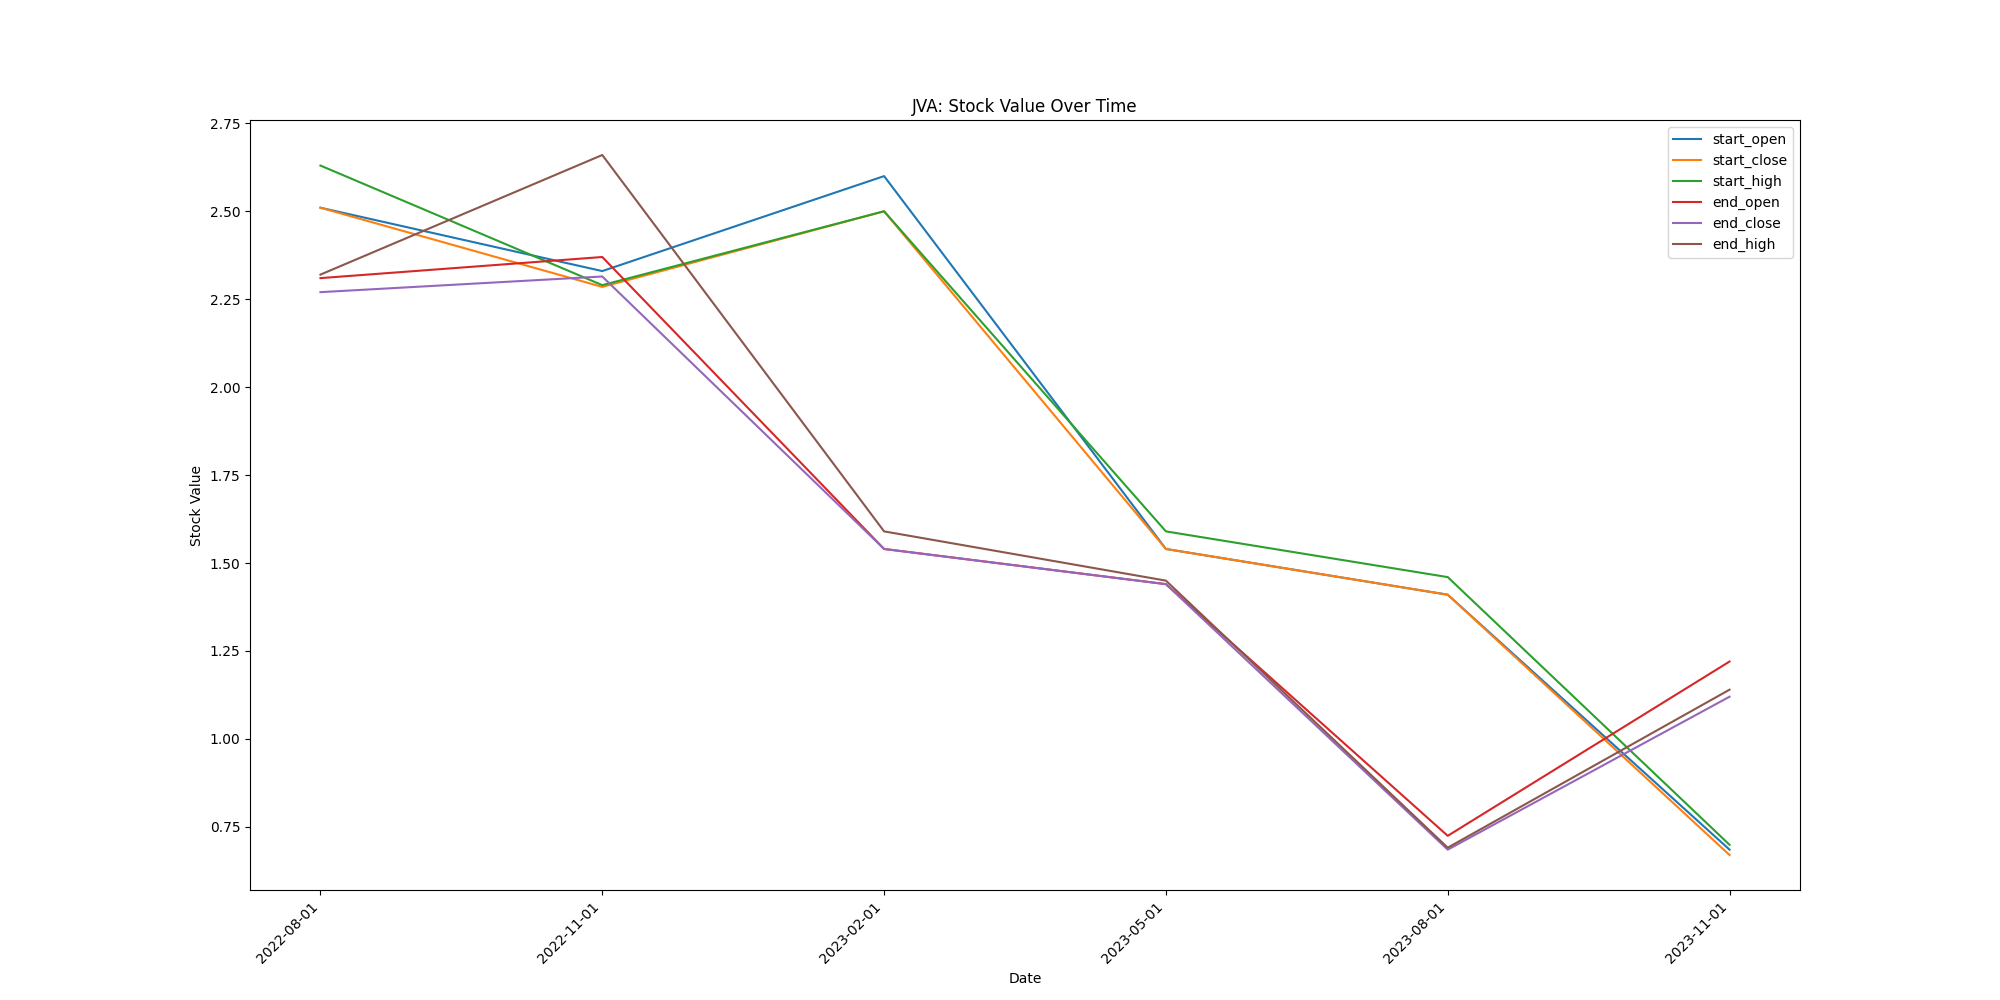 JVA: Stock Value Over Time
2.75
2.50
2.25
2.00
1.75
1.50
1.25
1.00
0.75
Stock Value
start_open
start_close
start_high
end_open
end_close
end_high
2022-08-01
2022-11-01
2023-02-01
2023-05-01
2023-08-01
2023-11-01
Date